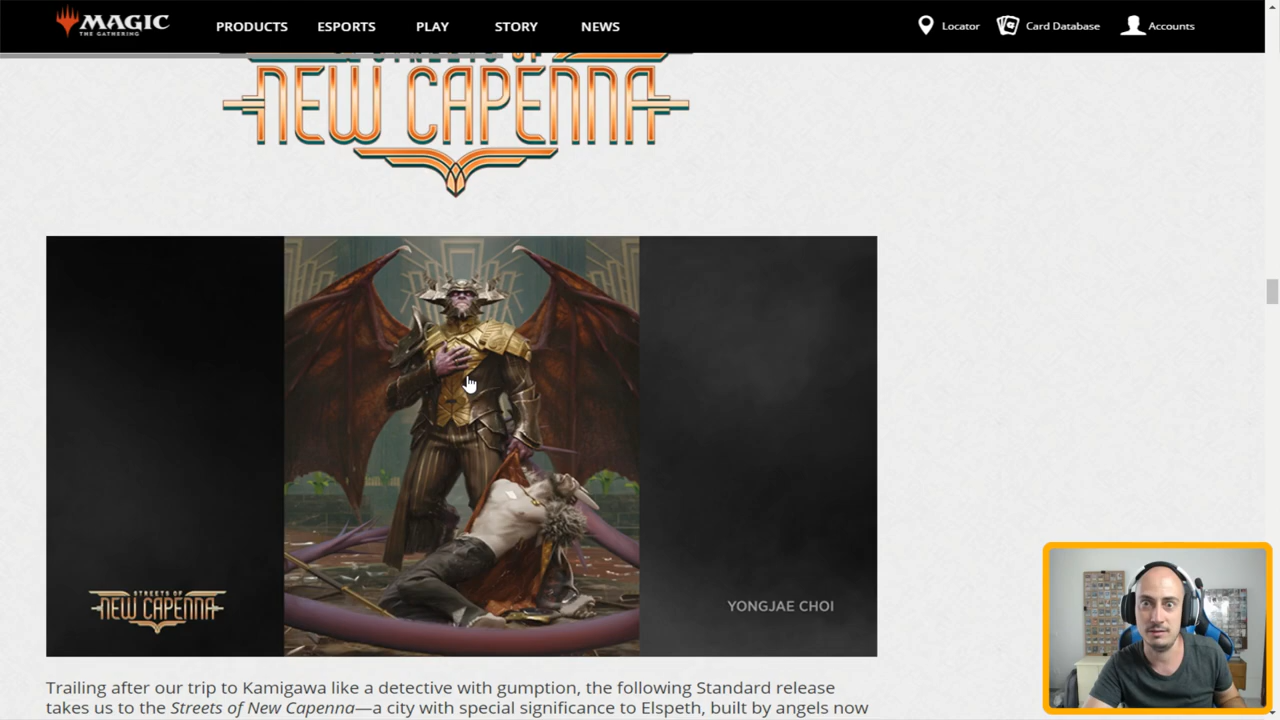 MAGIC
THE GATHERING
PRODUCTS ESPORTS PLAY STORY NEWS
Locator Card Database Accounts
STREETS OF
NEW CAPENNA
STREETS OF
NEW CAPENNA
YONGJAE CHOI
Trailing after our trip to Kamigawa like a detective with gumption, the following Standard release
takes us to the Streets of New Capenna—a city with special significance to Elspeth, built by angels now